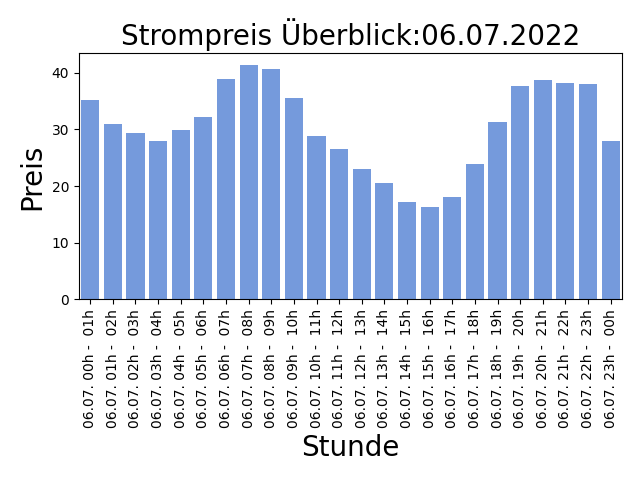 Strompreis Überblick:06.07.2022
Preis
40
30
20
10
0
06.07. 00h - 01h
06.07. 01h - 02h
06.07. 02h - 03h
06.07. 03h - 04h
06.07. 04h - 05h
06.07. 05h - 06h
06.07. 06h - 07h
06.07. 07h - 08h
06.07. 08h - 09h
06.07. 09h - 10h
06.07. 10h - 11h
06.07. 11h - 12h
06.07. 12h - 13h
06.07. 13h - 14h
06.07. 14h - 15h
06.07. 15h - 16h
06.07. 16h - 17h
06.07. 17h - 18h
06.07. 18h - 19h
06.07. 19h - 20h
06.07. 20h - 21h
06.07. 21h - 22h
06.07. 22h - 23h
06.07. 23h - 00h
Stunde